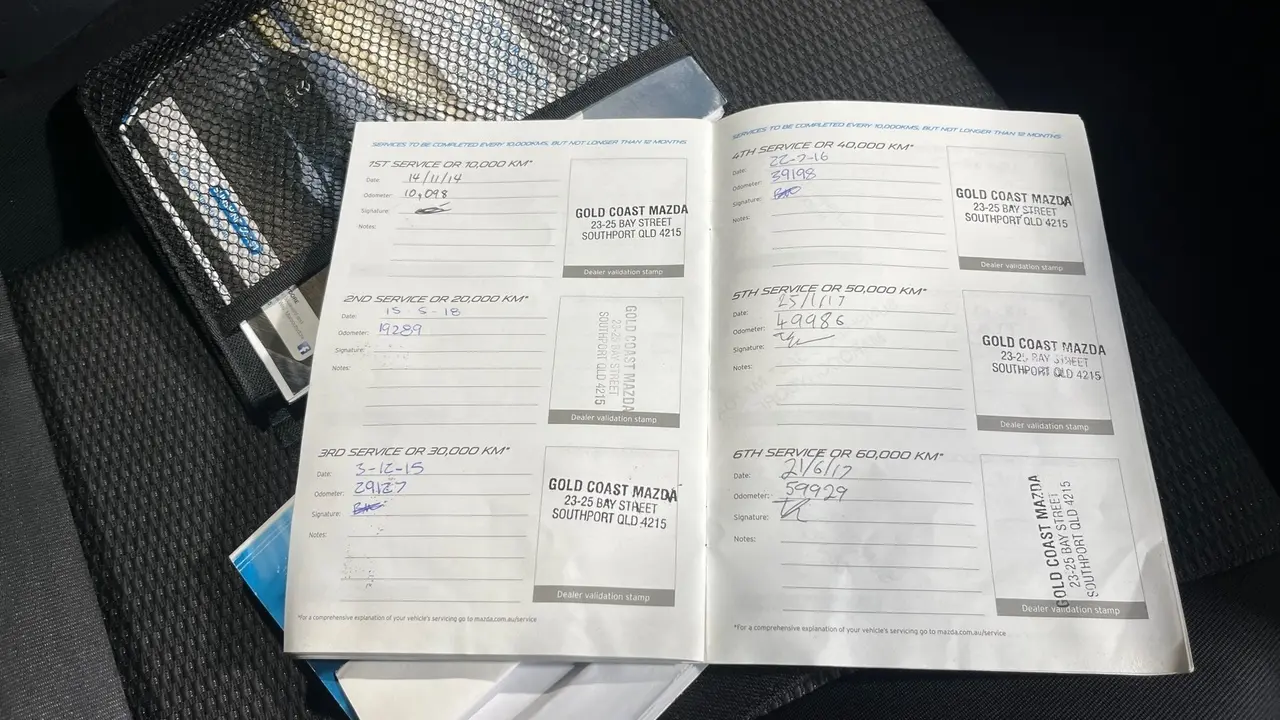 SERVICES TO BE COMPLETED EVERY 10,000KMS, BUT NOT LONGER THAN 12 MONTHS
1ST SERVICE OR 10,000 KM*
Date: 14/11/14
Odometer: 10,098
Signature:
Notes:
GOLD COAST MAZDA
23-25 BAY STREET
SOUTHPORT QLD 4215
Dealer validation stamp
2ND SERVICE OR 20,000 KM*
Date: 15-5-18
Odometer: 19289
Signature:
Notes:
GOLD COAST MAZDA
23-25 BAY STREET
SOUTHPORT QLD 4215
Dealer validation stamp
3RD SERVICE OR 30,000 KM*
Date: 3-12-15
Odometer: 29127
Signature:
Notes:
GOLD COAST MAZDA
23-25 BAY STREET
SOUTHPORT QLD 4215
Dealer validation stamp
*For a comprehensive explanation of your vehicle's servicing go to mazda.com.au/service
SERVICES TO BE COMPLETED EVERY 10,000KMS, BUT NOT LONGER THAN 12 MONTHS
4TH SERVICE OR 40,000 KM*
Date: 22-7-16
Odometer: 39198
Signature:
Notes:
GOLD COAST MAZDA
23-25 BAY STREET
SOUTHPORT QLD 4215
Dealer validation stamp
5TH SERVICE OR 50,000 KM*
Date: 25/1/17
Odometer: 49986
Signature:
Notes:
GOLD COAST MAZDA
23-25 BAY STREET
SOUTHPORT QLD 4215
Dealer validation stamp
6TH SERVICE OR 60,000 KM*
Date: 21/6/17
Odometer: 59929
Signature:
Notes:
GOLD COAST MAZDA
23-25 BAY STREET
SOUTHPORT QLD 4215
Dealer validation stamp
*For a comprehensive explanation of your vehicle's servicing go to mazda.com.au/service